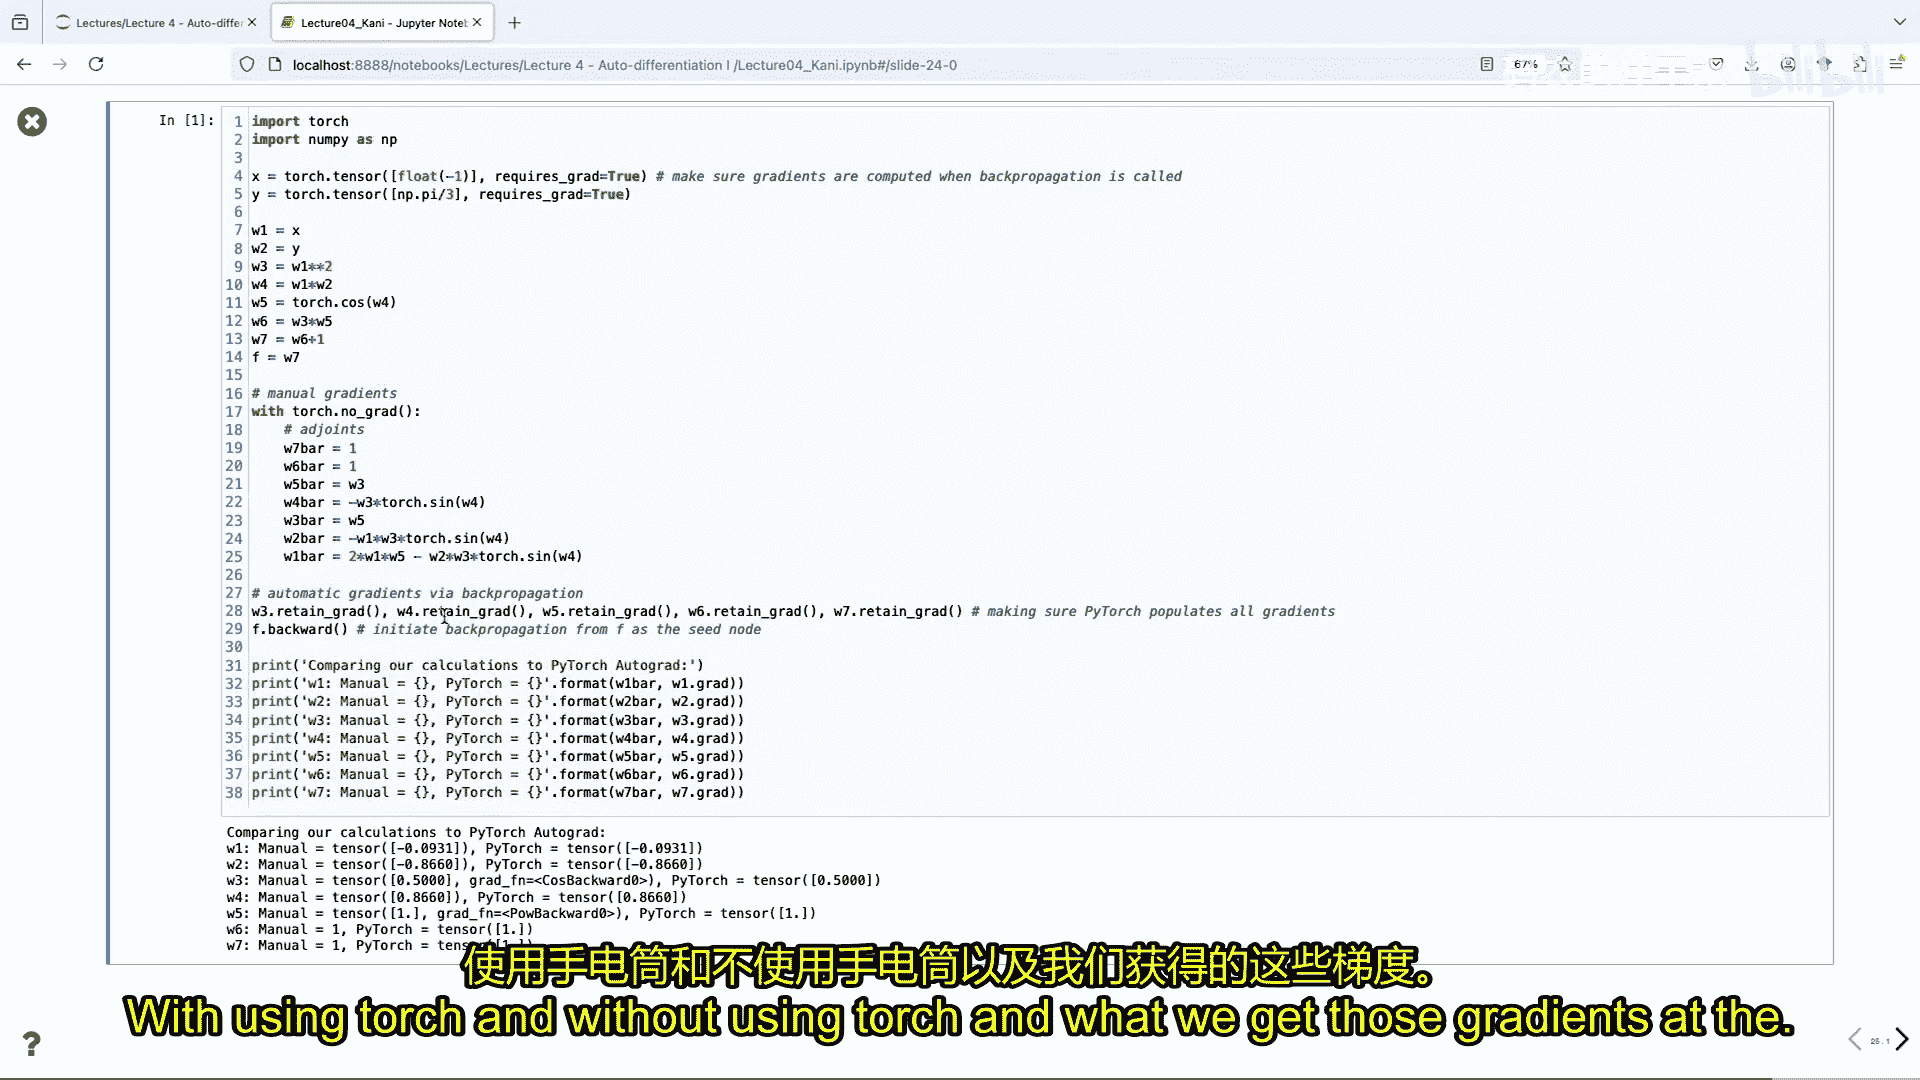 Lectures/Lecture 4 - Auto-differe
Lecture04_Kani - Jupyter Noteb
localhost:8888/notebooks/Lectures/Lecture 4 - Auto-differentiation I /Lecture04_Kani.ipynb#/slide-24-0
67%
bilibili
In [1]:
1 import torch
2 import numpy as np
3
4 x = torch.tensor([float(-1)], requires_grad=True) # make sure gradients are computed when backpropagation is called
5 y = torch.tensor([np.pi/3], requires_grad=True)
6
7 w1 = x
8 w2 = y
9 w3 = w1**2
10 w4 = w1*w2
11 w5 = torch.cos(w4)
12 w6 = w3*w5
13 w7 = w6+1
14 f = w7
15
16 # manual gradients
17 with torch.no_grad():
18 # adjoints
19 w7bar = 1
20 w6bar = 1
21 w5bar = w3
22 w4bar = -w3*torch.sin(w4)
23 w3bar = w5
24 w2bar = -w1*w3*torch.sin(w4)
25 w1bar = 2*w1*w5 - w2*w3*torch.sin(w4)
26
27 # automatic gradients via backpropagation
28 w3.retain_grad(), w4.retain_grad(), w5.retain_grad(), w6.retain_grad(), w7.retain_grad() # making sure PyTorch populates all gradients
29 f.backward() # initiate backpropagation from f as the seed node
30
31 print('Comparing our calculations to PyTorch Autograd:')
32 print('w1: Manual = {}, PyTorch = {}'.format(w1bar, w1.grad))
33 print('w2: Manual = {}, PyTorch = {}'.format(w2bar, w2.grad))
34 print('w3: Manual = {}, PyTorch = {}'.format(w3bar, w3.grad))
35 print('w4: Manual = {}, PyTorch = {}'.format(w4bar, w4.grad))
36 print('w5: Manual = {}, PyTorch = {}'.format(w5bar, w5.grad))
37 print('w6: Manual = {}, PyTorch = {}'.format(w6bar, w6.grad))
38 print('w7: Manual = {}, PyTorch = {}'.format(w7bar, w7.grad))
Comparing our calculations to PyTorch Autograd:
w1: Manual = tensor([-0.0931]), PyTorch = tensor([-0.0931])
w2: Manual = tensor([-0.8660]), PyTorch = tensor([-0.8660])
w3: Manual = tensor([0.5000], grad_fn=<CosBackward0>), PyTorch = tensor([0.5000])
w4: Manual = tensor([0.8660]), PyTorch = tensor([0.8660])
w5: Manual = tensor([1.], grad_fn=<PowBackward0>), PyTorch = tensor([1.])
w6: Manual = 1, PyTorch = tensor([1.])
w7: Manual = 1, PyTorch =
使用手电筒和不使用手电筒以及我们获得的这些梯度。
With using torch and without using torch and what we get those gradients at the.
25.1